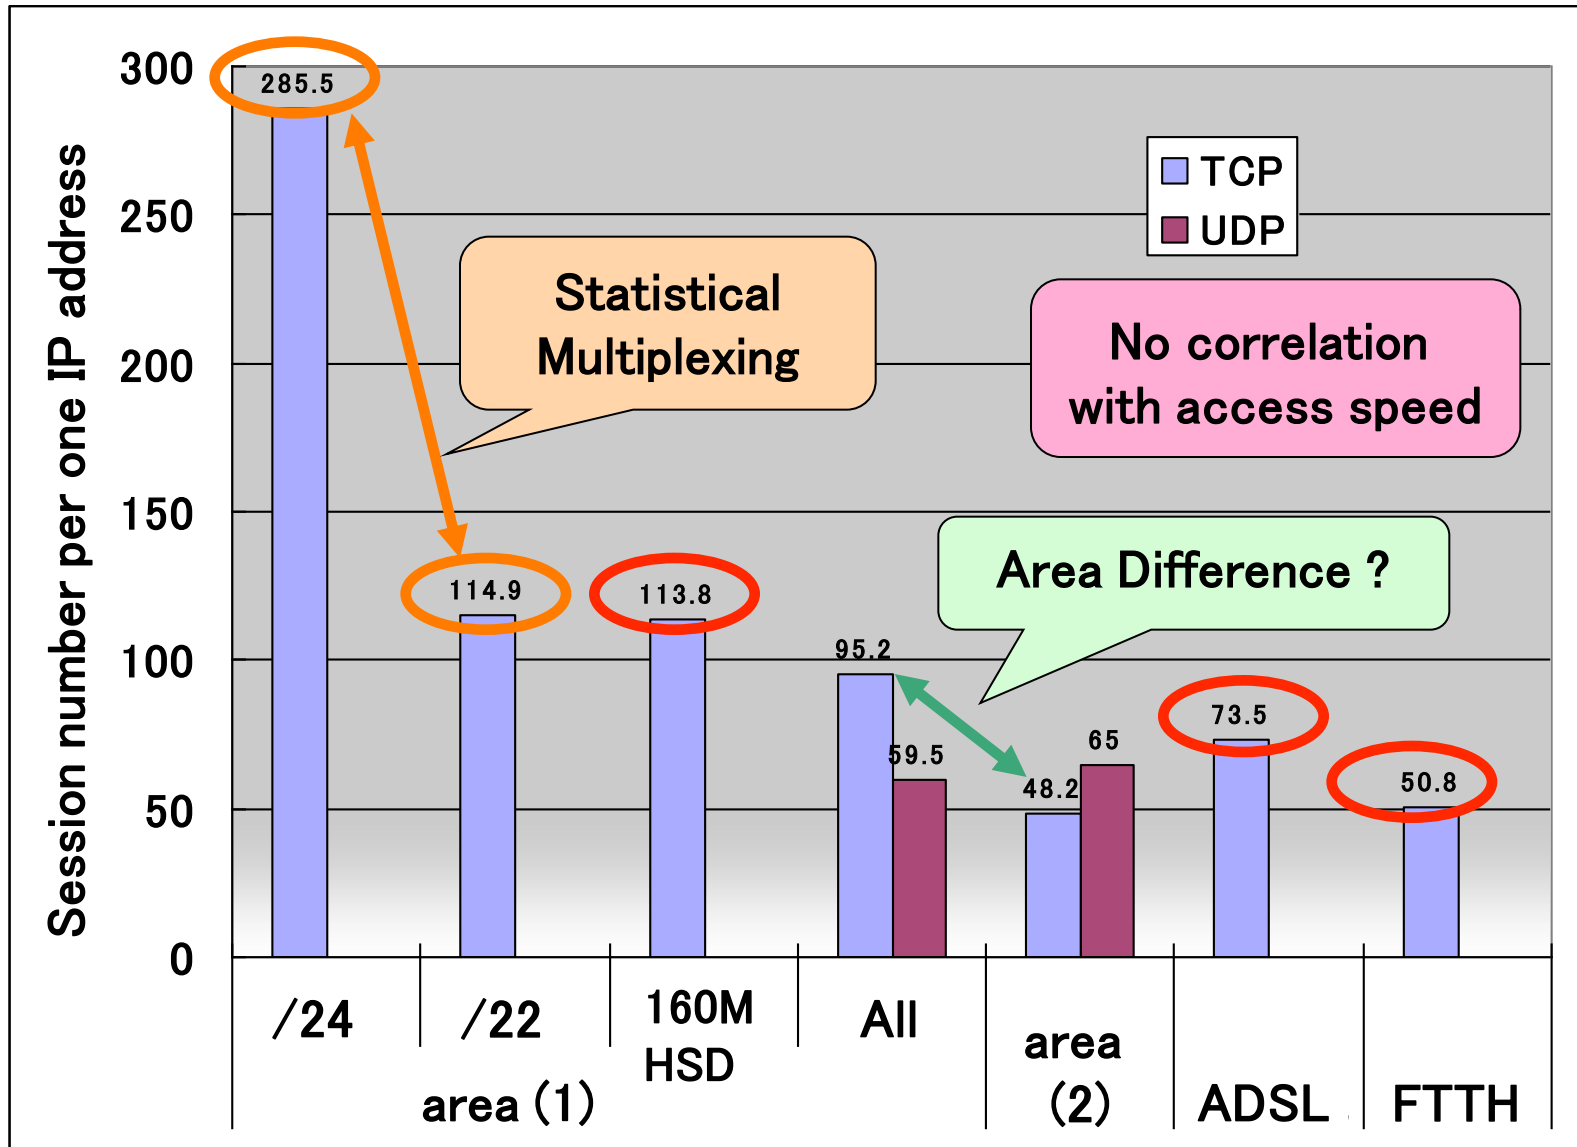 Session number per one IP address
300
250
200
150
100
50
0
285.5
114.9
113.8
95.2
59.5
48.2
65
73.5
50.8
TCP
UDP
Statistical
Multiplexing
No correlation
with access speed
Area Difference ?
/24
/22
160M
HSD
All
area (1)
area
(2)
ADSL
FTTH